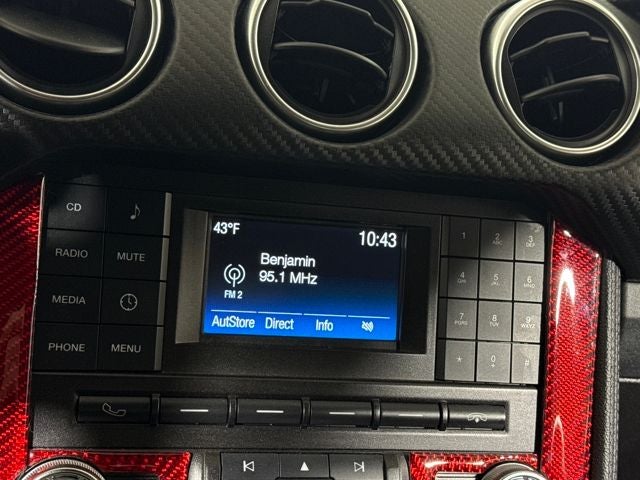 CD
RADIO MUTE
MEDIA
PHONE MENU
43°F 10:43
Benjamin
95.1 MHz
FM 2
AutStore Direct Info
1 2 ABC 3 DEF
4 GHI 5 JKL 6 MNO
7 PQRS 8 TUV 9 WXYZ
* 0 + #